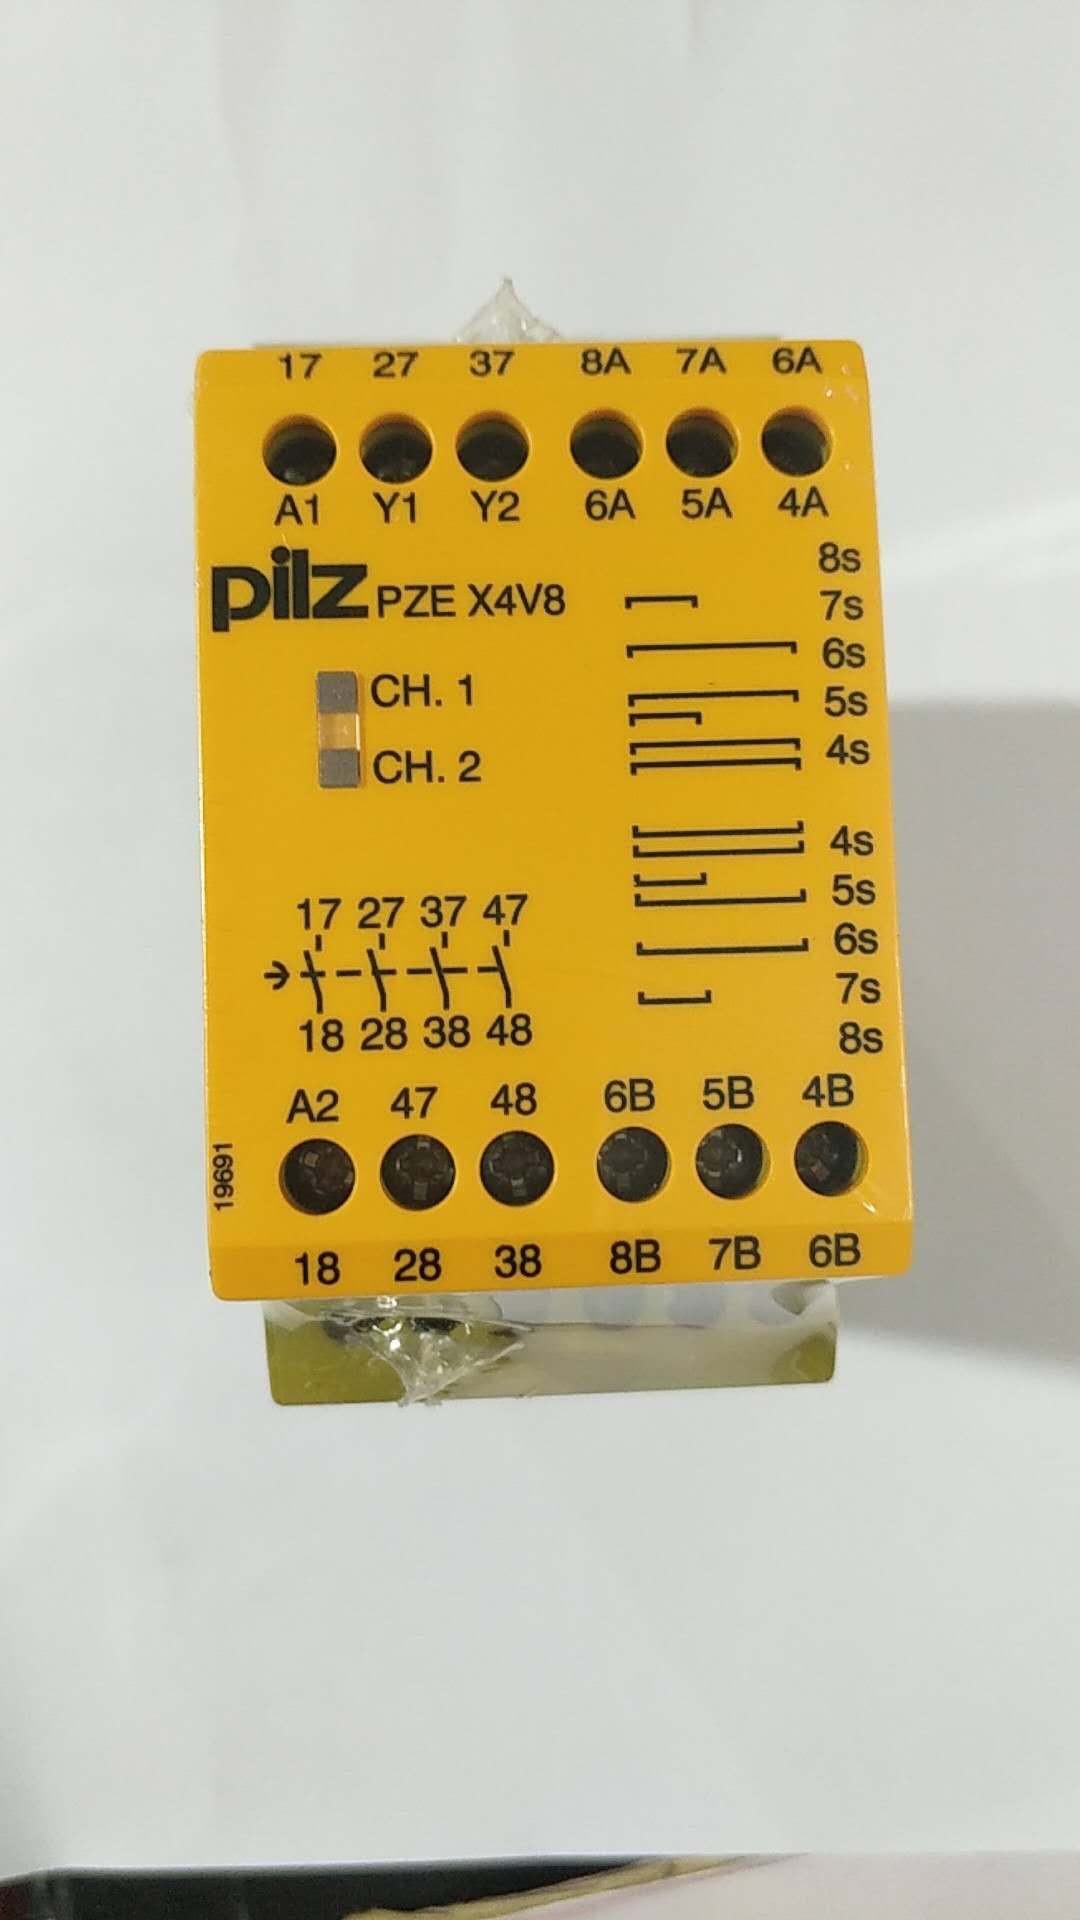 17 27 37 8A 7A 6A
A1 Y1 Y2 6A 5A 4A
8s
pilz PZE X4V8
7s
6s
CH. 1
5s
4s
CH. 2
4s
5s
17 27 37 47
6s
7s
18 28 38 48
8s
A2 47 48 6B 5B 4B
19691
18 28 38 8B 7B 6B